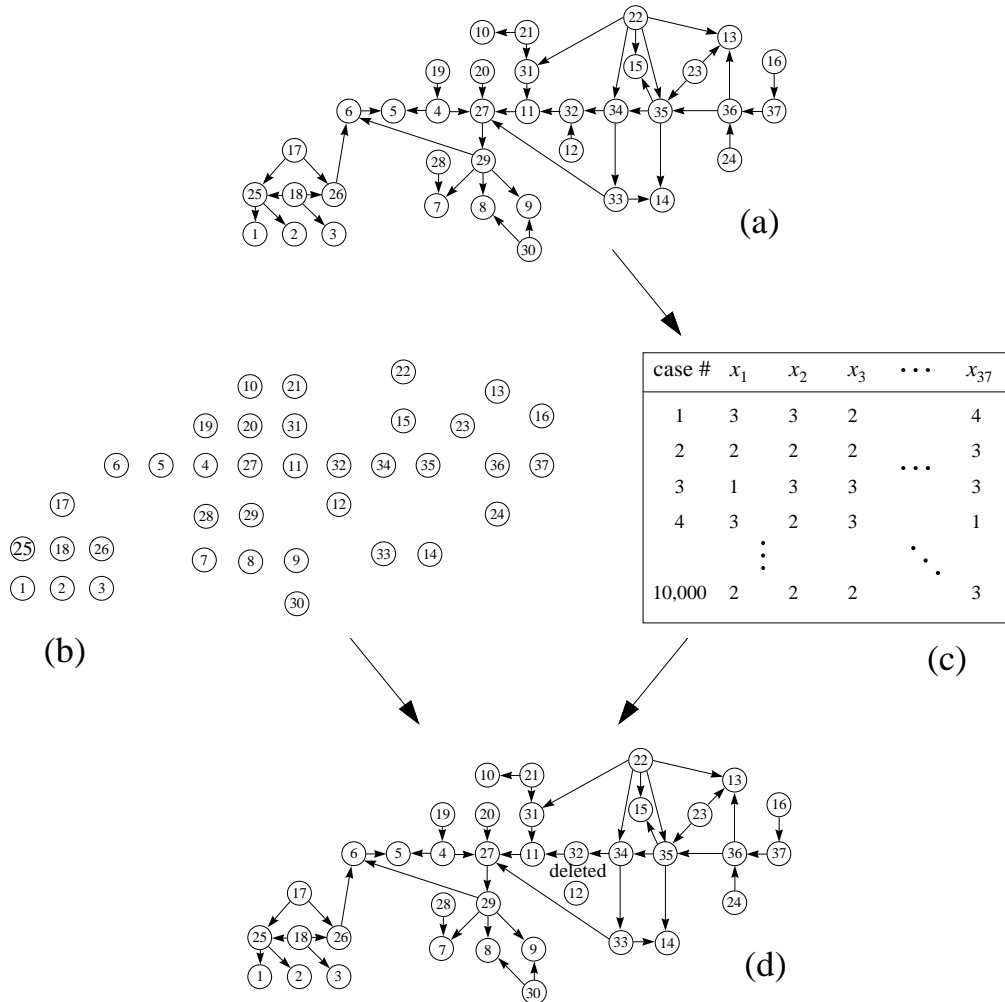 22
10 21
13
19 20 31 15 23 16
6 5 4 27 11 32 34 35 36 37
17 28 29 12 24
25 18 26 7 8 9 33 14
1 2 3 30
(a)
22
10 21 13
19 20 31 15 23 16
6 5 4 27 11 32 34 35 36 37
17 28 29 12 24
25 18 26 7 8 9 33 14
1 2 3 30
(b)
case # x1 x2 x3 • • • x37
1 3 3 2 4
2 2 2 2 3
• • •
3 1 3 3 3
4 3 2 3 1
10,000 2 2 2 3
(c)
22
10 21 13
19 20 31 15 23 16
6 5 4 27 11 32 34 35 36 37
deleted
17 28 29 12 24
25 18 26 7 8 9 33 14
1 2 3 30
(d)